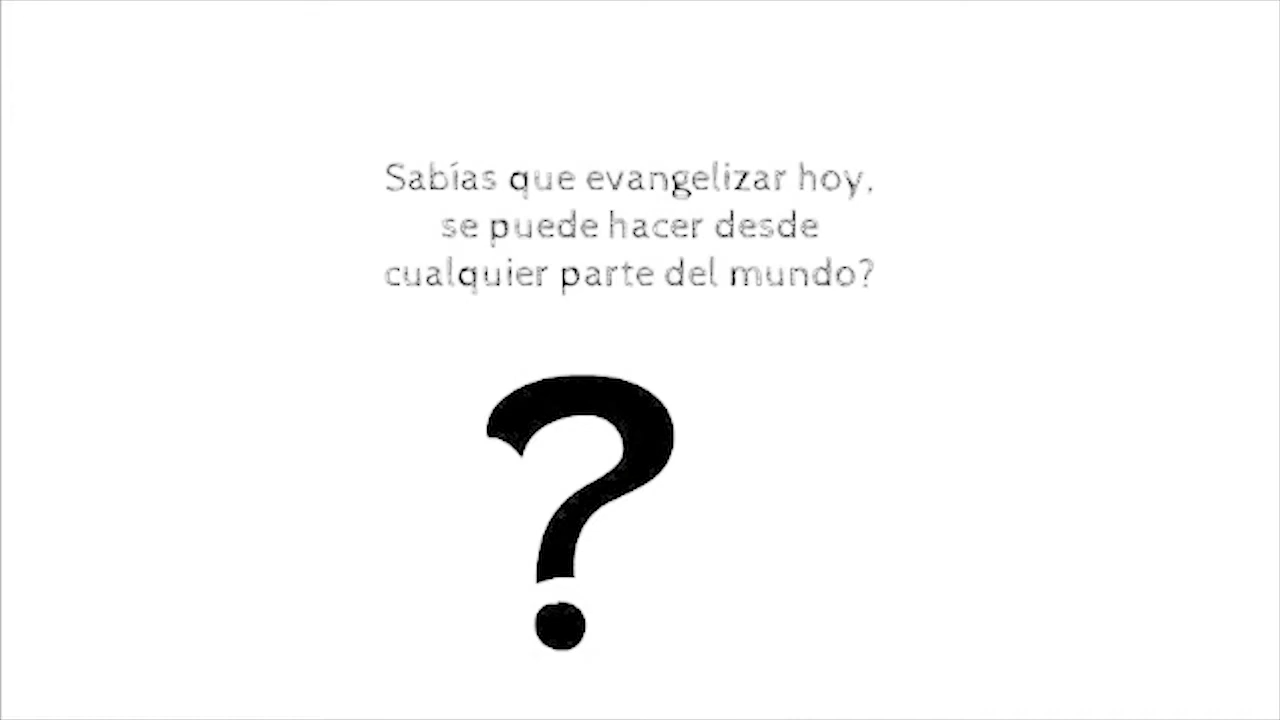 Sabías que evangelizar hoy,
se puede hacer desde
cualquier parte del mundo?
?